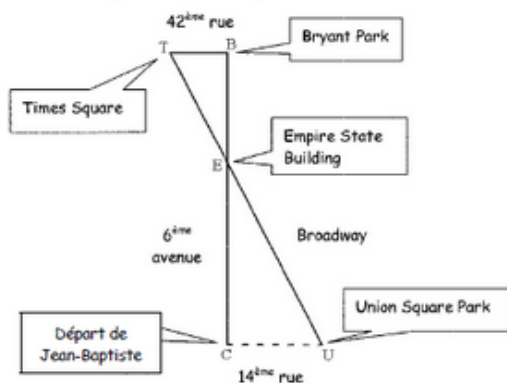 42ème rue
T B
Bryant Park
Times Square
Empire State
Building
E
6ème
avenue
Broadway
Union Square Park
Départ de
Jean-Baptiste
C U
14ème rue